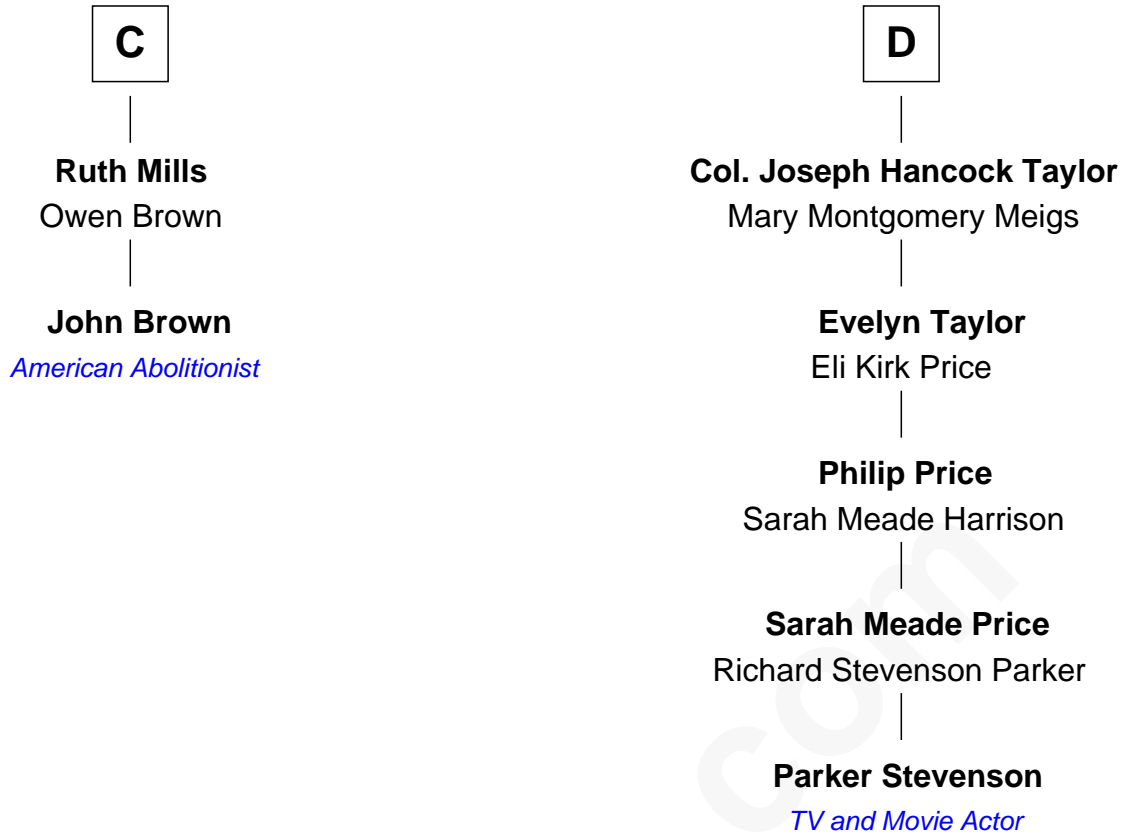 C
Ruth Mills
Owen Brown
John Brown
American Abolitionist
D
Col. Joseph Hancock Taylor
Mary Montgomery Meigs
Evelyn Taylor
Eli Kirk Price
Philip Price
Sarah Meade Harrison
Sarah Meade Price
Richard Stevenson Parker
Parker Stevenson
TV and Movie Actor
com